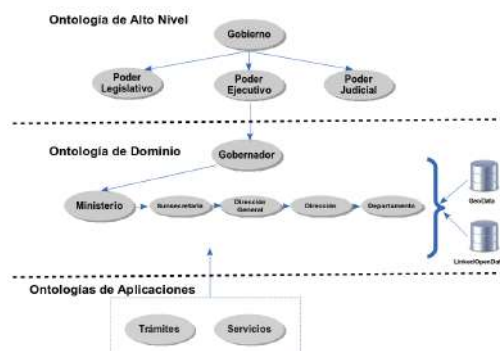 Ontología de Alto Nivel
Gobierno
Poder
Legislativo
Poder
Ejecutivo
Poder
Judicial
Ontología de Dominio
Gobernador
Ministerio
Subsecretaría
Dirección
General
Dirección
Departamento
GeoData
LinkedOpenData
Ontologías de Aplicaciones
Trámites
Servicios